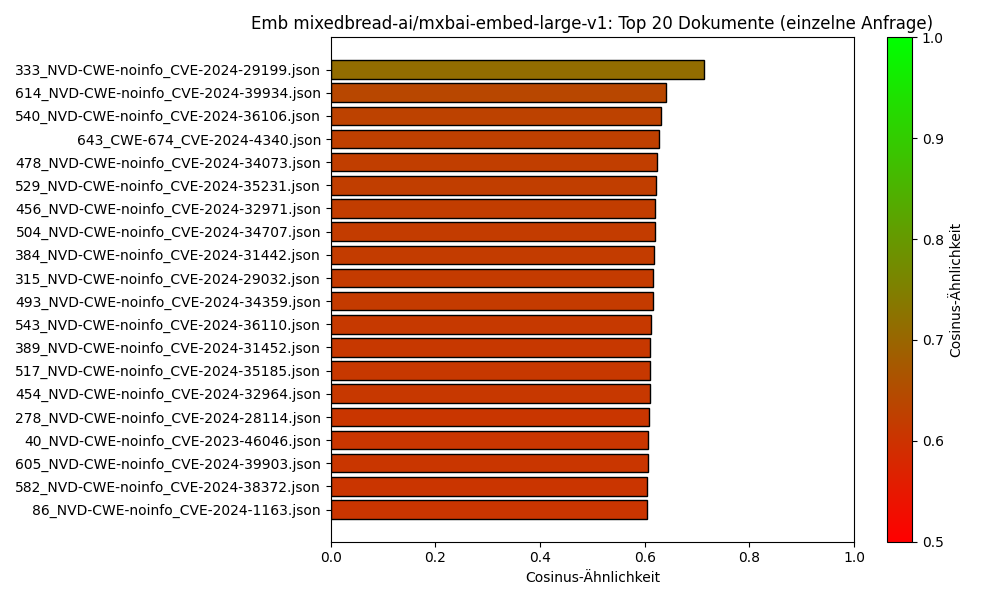 Emb mixedbread-ai/mxbai-embed-large-v1: Top 20 Dokumente (einzelne Anfrage)
333_NVD-CWE-noinfo_CVE-2024-29199.json
614_NVD-CWE-noinfo_CVE-2024-39934.json
540_NVD-CWE-noinfo_CVE-2024-36106.json
643_CWE-674_CVE-2024-4340.json
478_NVD-CWE-noinfo_CVE-2024-34073.json
529_NVD-CWE-noinfo_CVE-2024-35231.json
456_NVD-CWE-noinfo_CVE-2024-32971.json
504_NVD-CWE-noinfo_CVE-2024-34707.json
384_NVD-CWE-noinfo_CVE-2024-31442.json
315_NVD-CWE-noinfo_CVE-2024-29032.json
493_NVD-CWE-noinfo_CVE-2024-34359.json
543_NVD-CWE-noinfo_CVE-2024-36110.json
389_NVD-CWE-noinfo_CVE-2024-31452.json
517_NVD-CWE-noinfo_CVE-2024-35185.json
454_NVD-CWE-noinfo_CVE-2024-32964.json
278_NVD-CWE-noinfo_CVE-2024-28114.json
40_NVD-CWE-noinfo_CVE-2023-46046.json
605_NVD-CWE-noinfo_CVE-2024-39903.json
582_NVD-CWE-noinfo_CVE-2024-38372.json
86_NVD-CWE-noinfo_CVE-2024-1163.json
0.0 0.2 0.4 0.6 0.8 1.0
Cosinus-Ähnlichkeit
1.0
0.9
0.8
0.7
0.6
0.5
Cosinus-Ähnlichkeit